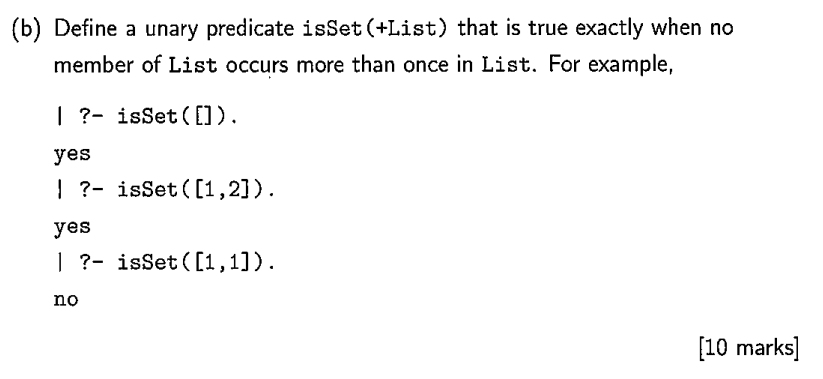 (b) Define a unary predicate isSet(+List) that is true exactly when no
member of List occurs more than once in List. For example,
| ?- isSet([]).
yes
| ?- isSet([1,2]).
yes
| ?- isSet([1,1]).
no
[10 marks]